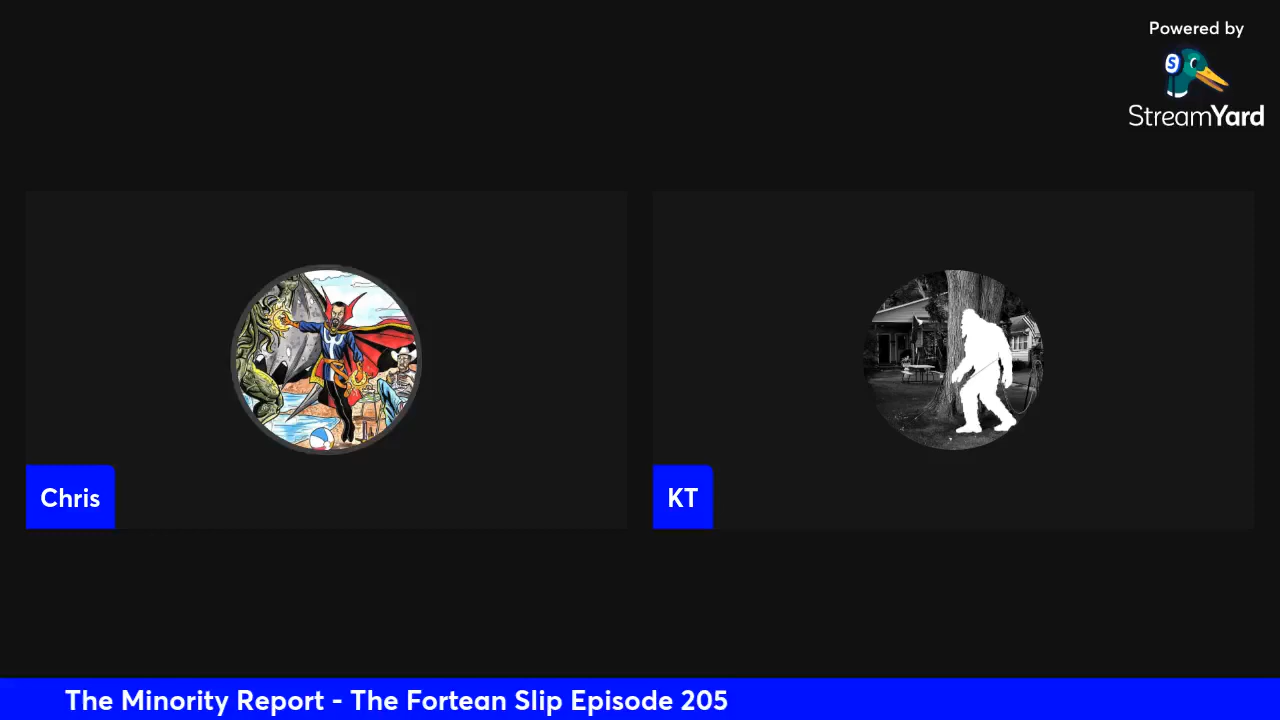 Powered by
S
StreamYard
Chris
KT
The Minority Report - The Fortean Slip Episode 205